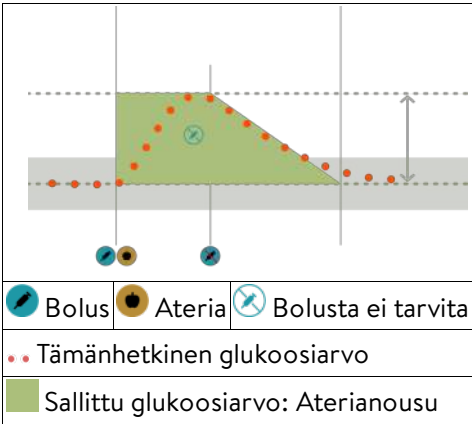 Bolus Ateria Bolusta ei tarvita
Tämänhetkinen glukoosiarvo
Sallittu glukoosiarvo: Aterianousu